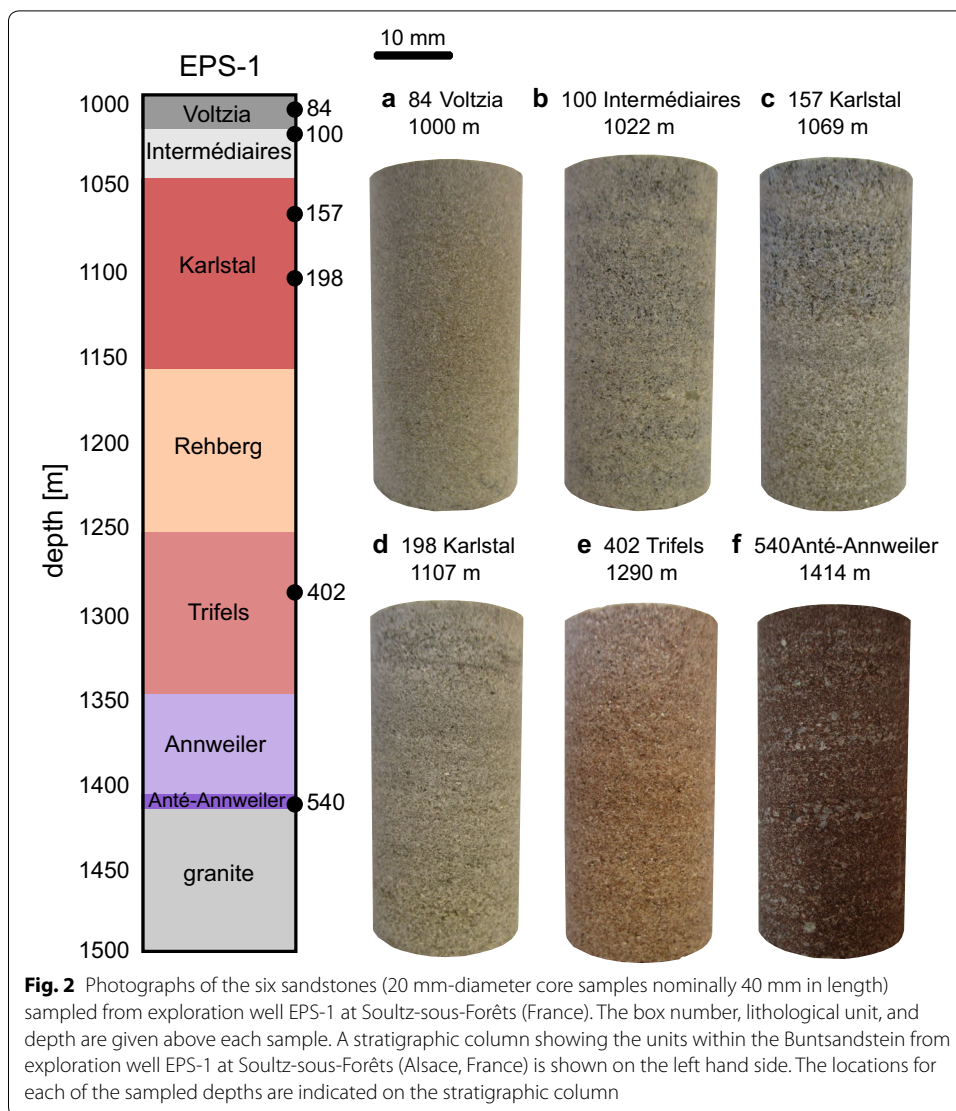 10 mm
EPS-1
depth [m]
1000
1050
1100
1150
1200
1250
1300
1350
1400
1450
1500
Voltzia
Intermédiaires
Karlstal
Rehberg
Trifels
Annweiler
Anté-Annweiler
granite
84
100
157
198
402
540
a 84 Voltzia
1000 m
b 100 Intermédiaires
1022 m
c 157 Karlstal
1069 m
d 198 Karlstal
1107 m
e 402 Trifels
1290 m
f 540Anté-Annweiler
1414 m
Fig. 2 Photographs of the six sandstones (20 mm-diameter core samples nominally 40 mm in length)
sampled from exploration well EPS-1 at Soultz-sous-Forêts (France). The box number, lithological unit, and
depth are given above each sample. A stratigraphic column showing the units within the Buntsandstein from
exploration well EPS-1 at Soultz-sous-Forêts (Alsace, France) is shown on the left hand side. The locations for
each of the sampled depths are indicated on the stratigraphic column